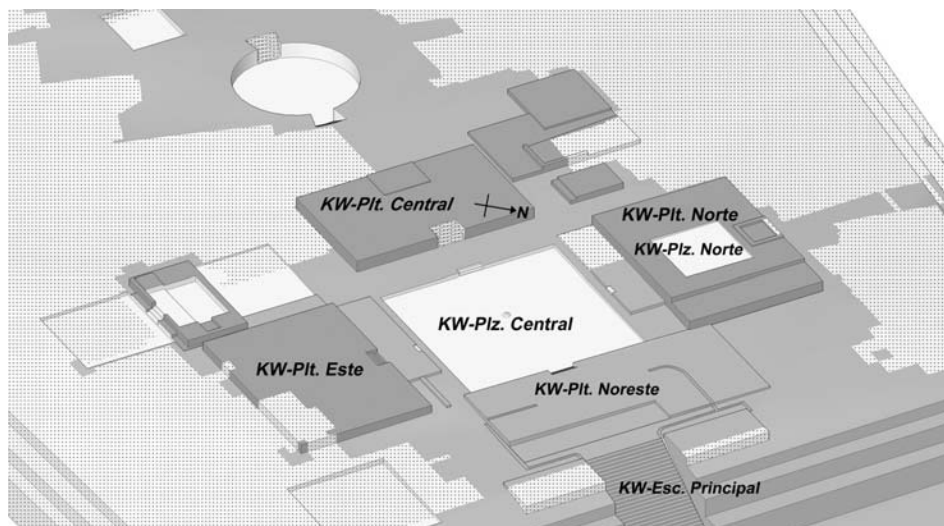 KW-Plt. Central
N
KW-Plt. Norte
KW-Plz. Norte
KW-Plz. Central
KW-Plt. Este
KW-Plt. Noreste
KW-Esc. Principal